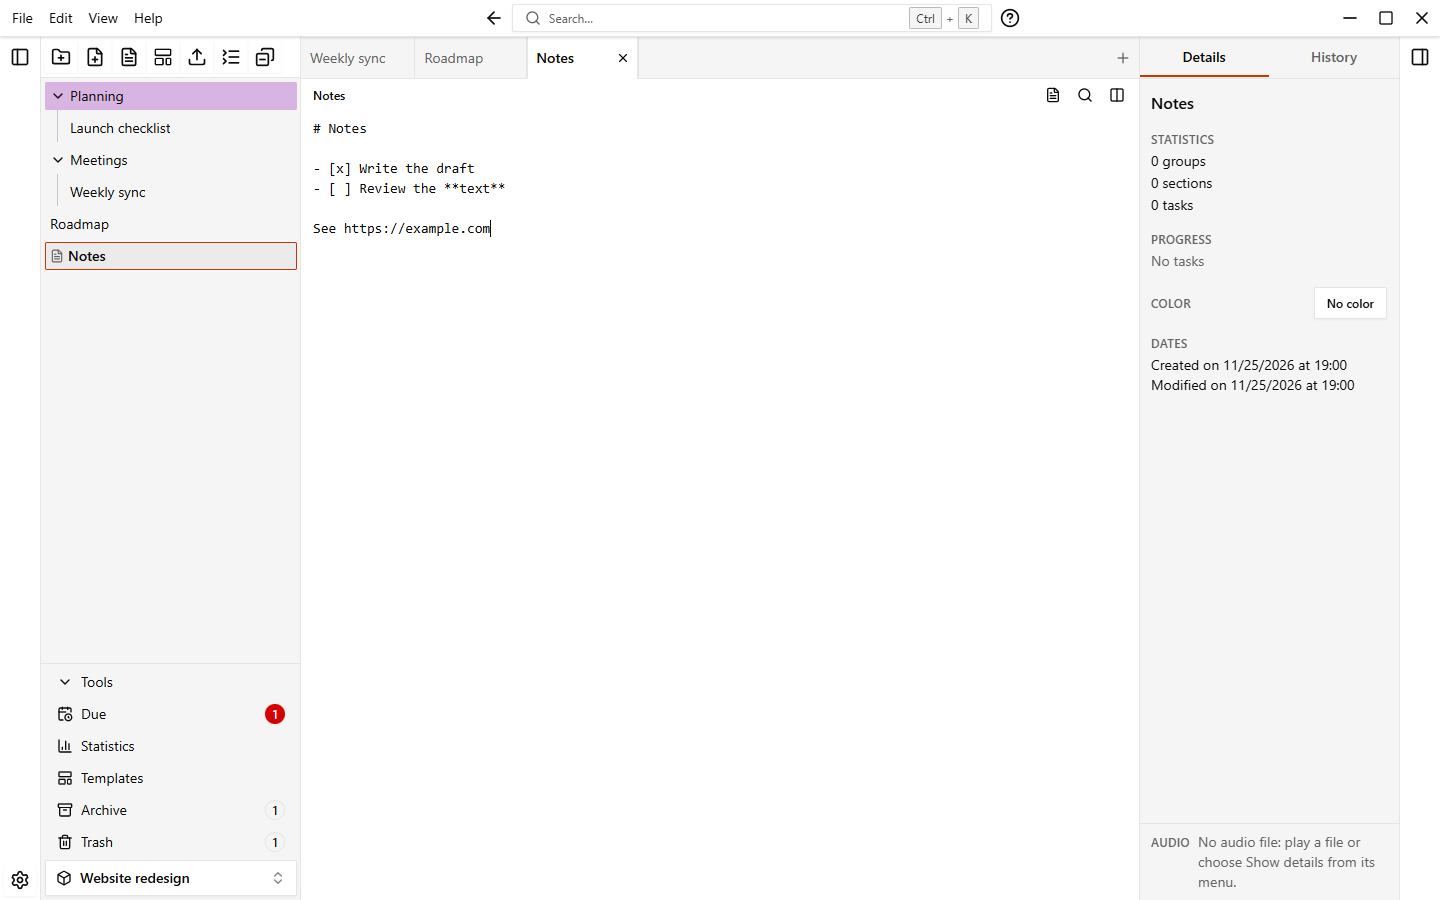 File Edit View Help
Search... Ctrl + K
Planning
Launch checklist
Meetings
Weekly sync
Roadmap
Notes
Tools
Due 1
Statistics
Templates
Archive 1
Trash 1
Website redesign
Weekly sync Roadmap Notes
Notes
# Notes
- [x] Write the draft
- [ ] Review the **text**
See https://example.com
Details History
Notes
STATISTICS
0 groups
0 sections
0 tasks
PROGRESS
No tasks
COLOR No color
DATES
Created on 11/25/2026 at 19:00
Modified on 11/25/2026 at 19:00
AUDIO No audio file: play a file or
choose Show details from its
menu.